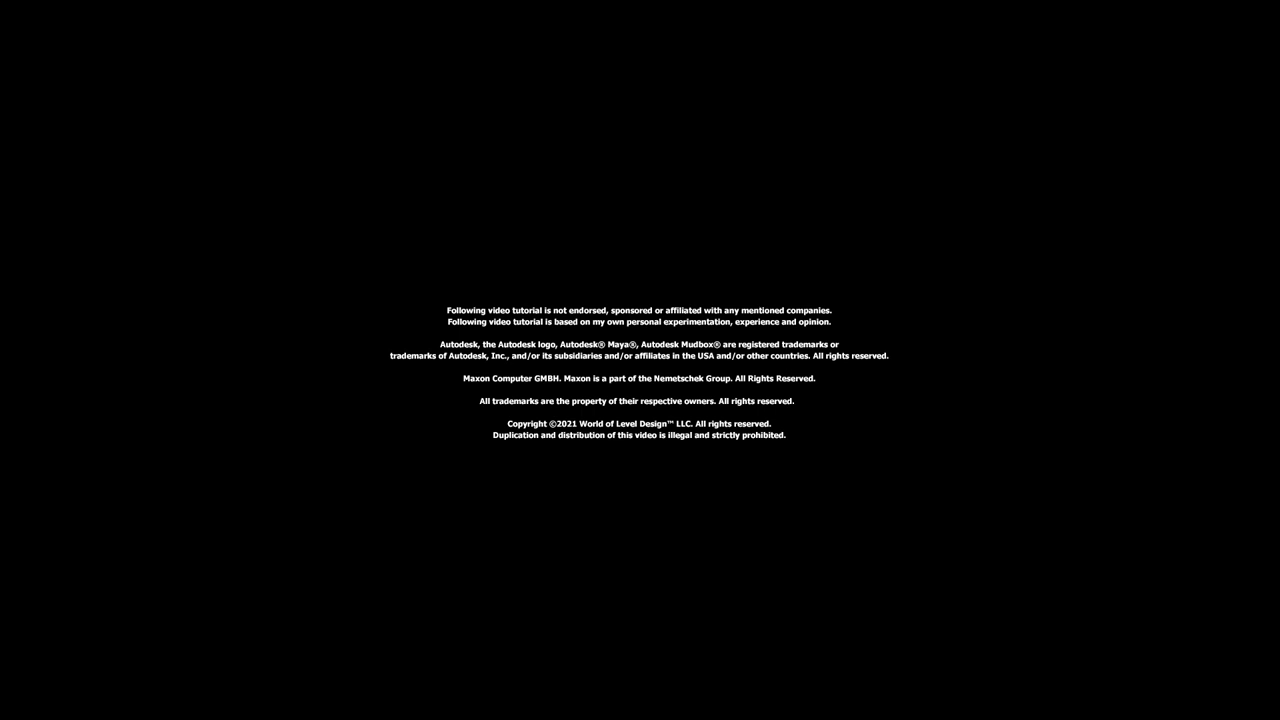 Following video tutorial is not endorsed, sponsored or affiliated with any mentioned companies.
Following video tutorial is based on my own personal experimentation, experience and opinion.
Autodesk, the Autodesk logo, Autodesk® Maya®, Autodesk Mudbox® are registered trademarks or
trademarks of Autodesk, Inc., and/or its subsidiaries and/or affiliates in the USA and/or other countries. All rights reserved.
Maxon Computer GMBH. Maxon is a part of the Nemetschek Group. All Rights Reserved.
All trademarks are the property of their respective owners. All rights reserved.
Copyright ©2021 World of Level Design™ LLC. All rights reserved.
Duplication and distribution of this video is illegal and strictly prohibited.